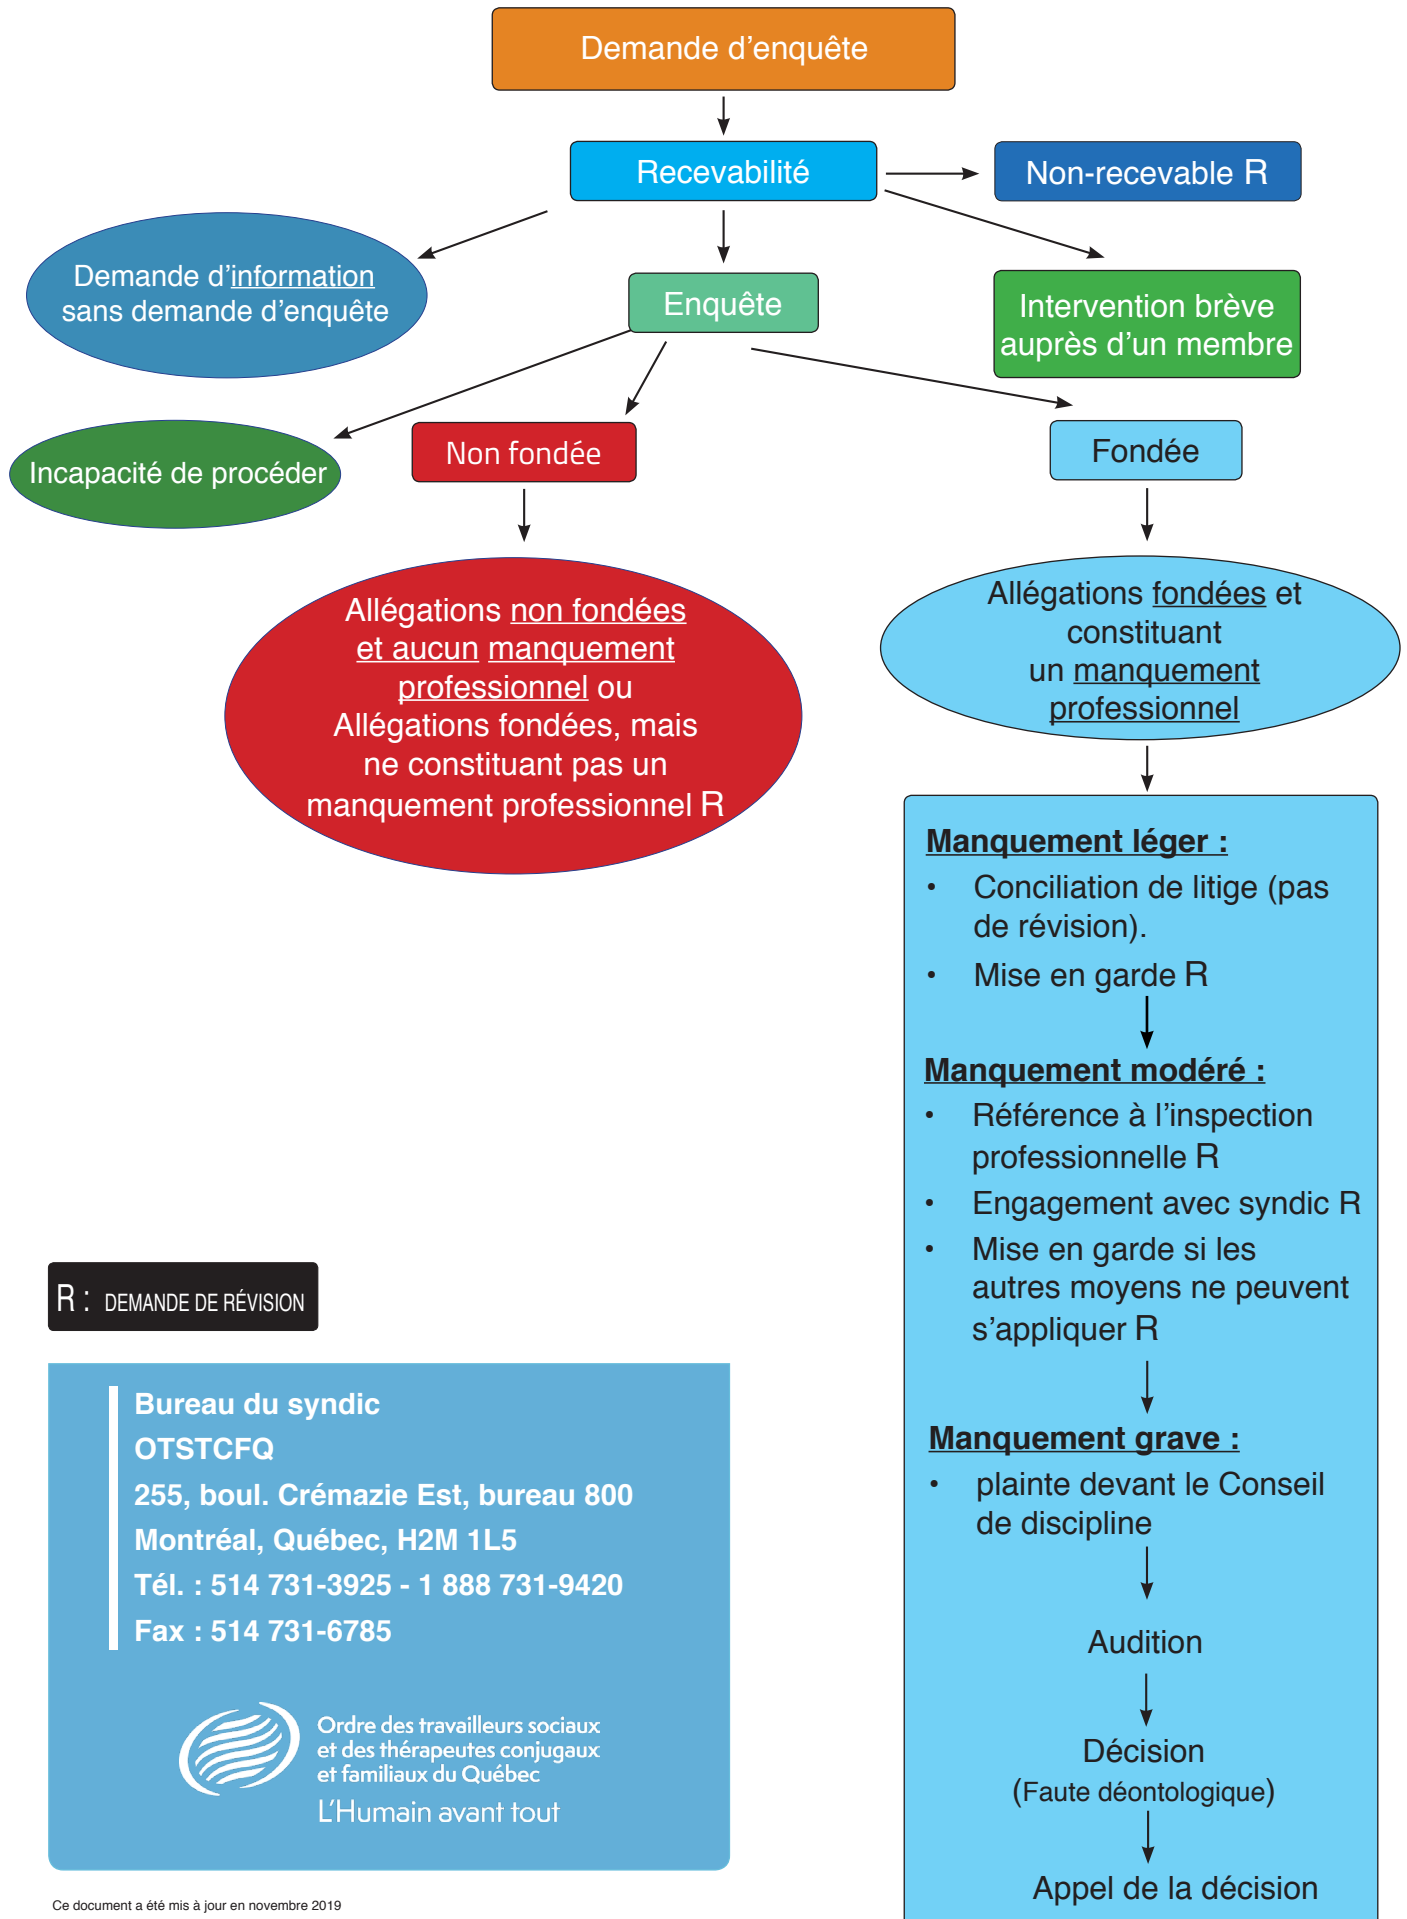 Demande d’enquête
Recevabilité
Non-recevable R
Demande d’information
sans demande d’enquête
Enquête
Intervention brève
auprès d’un membre
Incapacité de procéder
Non fondée
Fondée
Allégations non fondées
et aucun manquement
professionnel ou
Allégations fondées, mais
ne constituant pas un
manquement professionnel R
Allégations fondées et
constituant
un manquement
professionnel
Manquement léger :
• Conciliation de litige (pas
de révision).
• Mise en garde R
Manquement modéré :
• Référence à l’inspection
professionnelle R
• Engagement avec syndic R
• Mise en garde si les
autres moyens ne peuvent
s’appliquer R
Manquement grave :
• plainte devant le Conseil
de discipline
Audition
Décision
(Faute déontologique)
Appel de la décision
R : DEMANDE DE RÉVISION
Bureau du syndic
OTSTCFQ
255, boul. Crémazie Est, bureau 800
Montréal, Québec, H2M 1L5
Tél. : 514 731-3925 - 1 888 731-9420
Fax : 514 731-6785
Ordre des travailleurs sociaux
et des thérapeutes conjugaux
et familiaux du Québec
L’Humain avant tout
Ce document a été mis à jour en novembre 2019